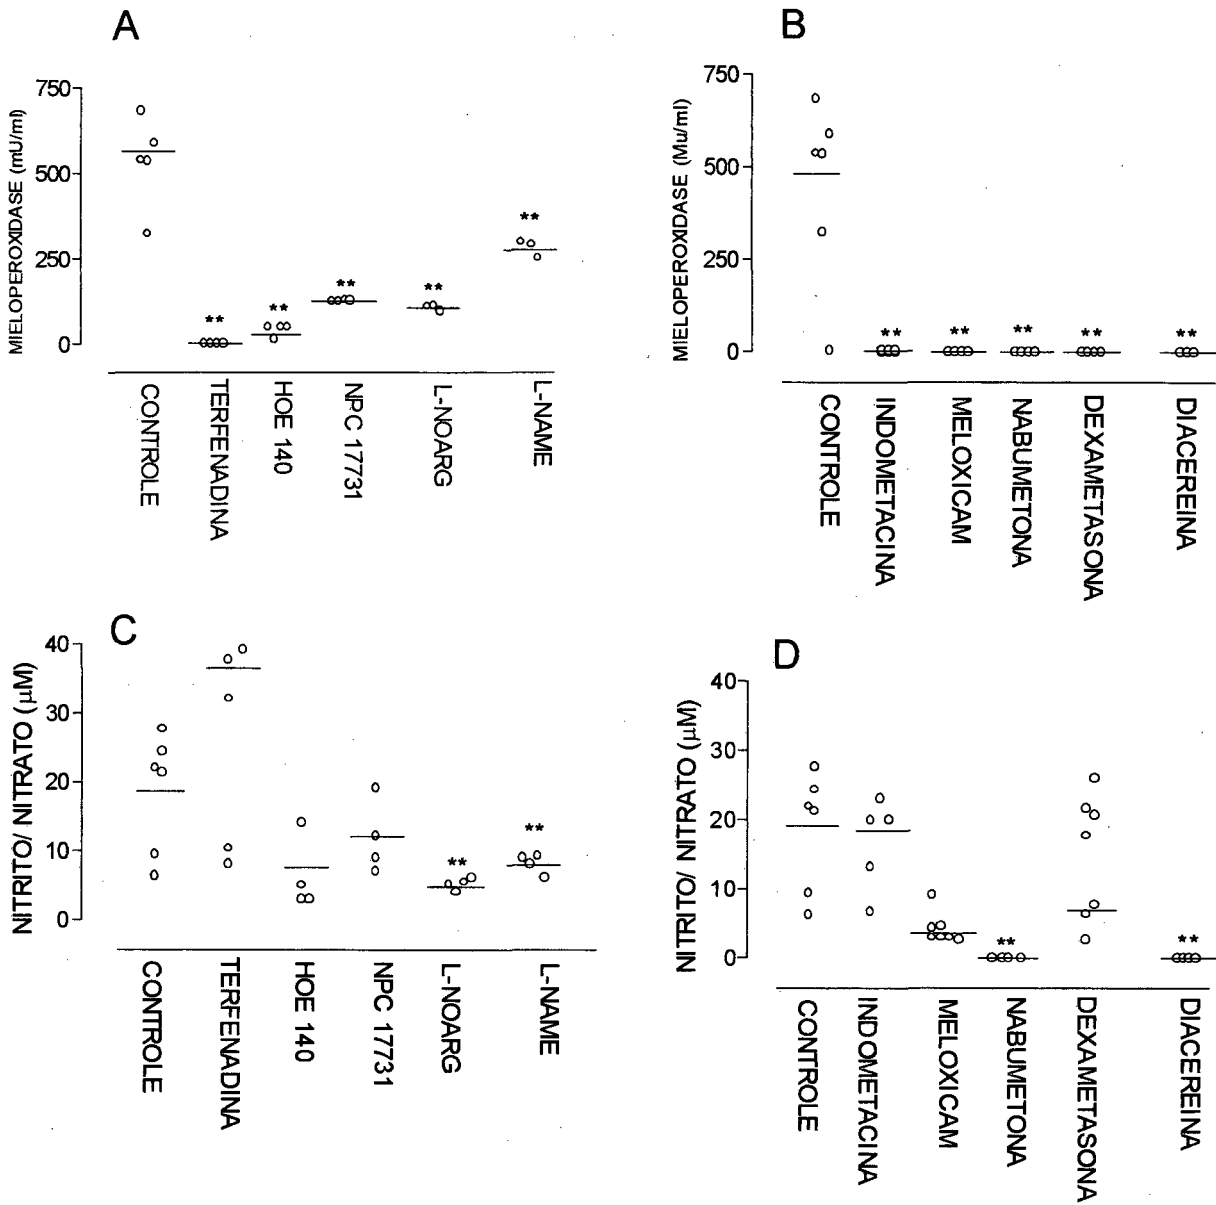 A
MIELOPEROXIDASE (mU/ml)
750
500
250
0
**
**
**
**
**
CONTROLE
TERFENADINA
HOE 140
NPC 17731
L-NOARG
L-NAME
B
MIELOPEROXIDASE (Mu/ml)
750
500
250
0
**
**
**
**
**
CONTROLE
INDOMETACINA
MELOXICAM
NABUMETONA
DEXAMETASONA
DIACEREINA
C
NITRITO/ NITRATO (µM)
40
30
20
10
0
**
**
CONTROLE
TERFENADINA
HOE 140
NPC 17731
L-NOARG
L-NAME
D
NITRITO/ NITRATO (µM)
40
30
20
10
0
**
**
CONTROLE
INDOMETACINA
MELOXICAM
NABUMETONA
DEXAMETASONA
DIACEREINA